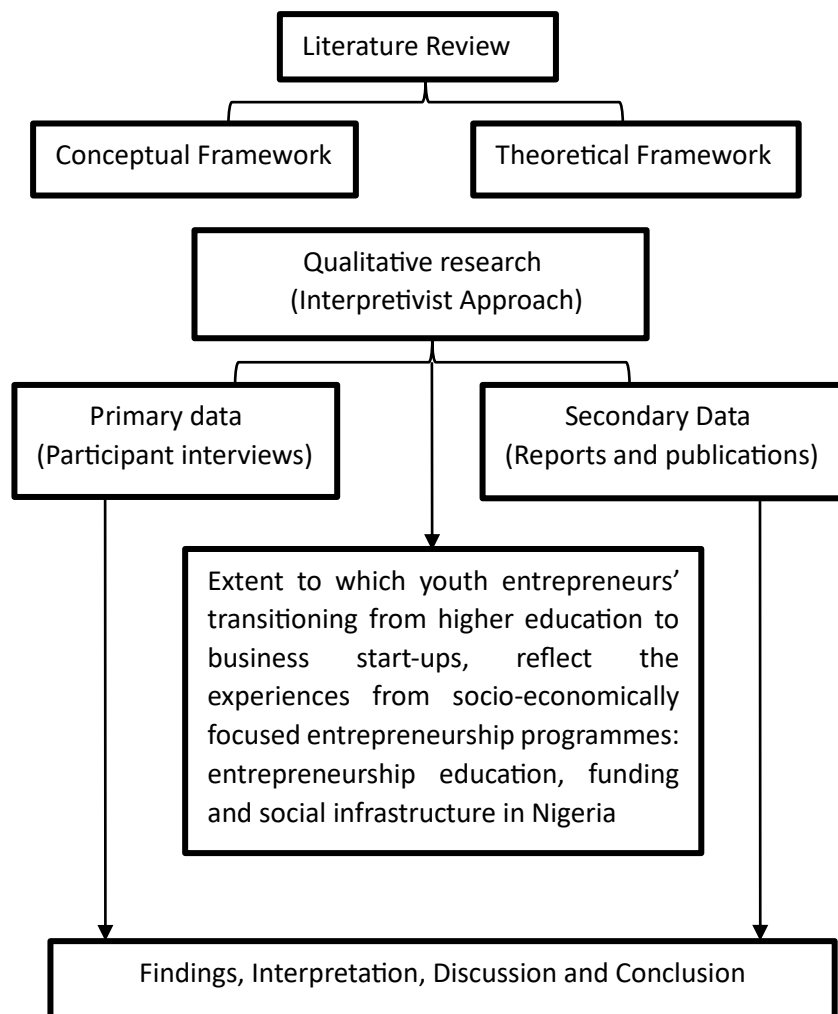 Literature Review
Conceptual Framework
Theoretical Framework
Qualitative research
(Interpretivist Approach)
Primary data
(Participant interviews)
Secondary Data
(Reports and publications)
Extent to which youth entrepreneurs’
transitioning from higher education to
business start-ups, reflect the
experiences from socio-economically
focused entrepreneurship programmes:
entrepreneurship education, funding
and social infrastructure in Nigeria
Findings, Interpretation, Discussion and Conclusion